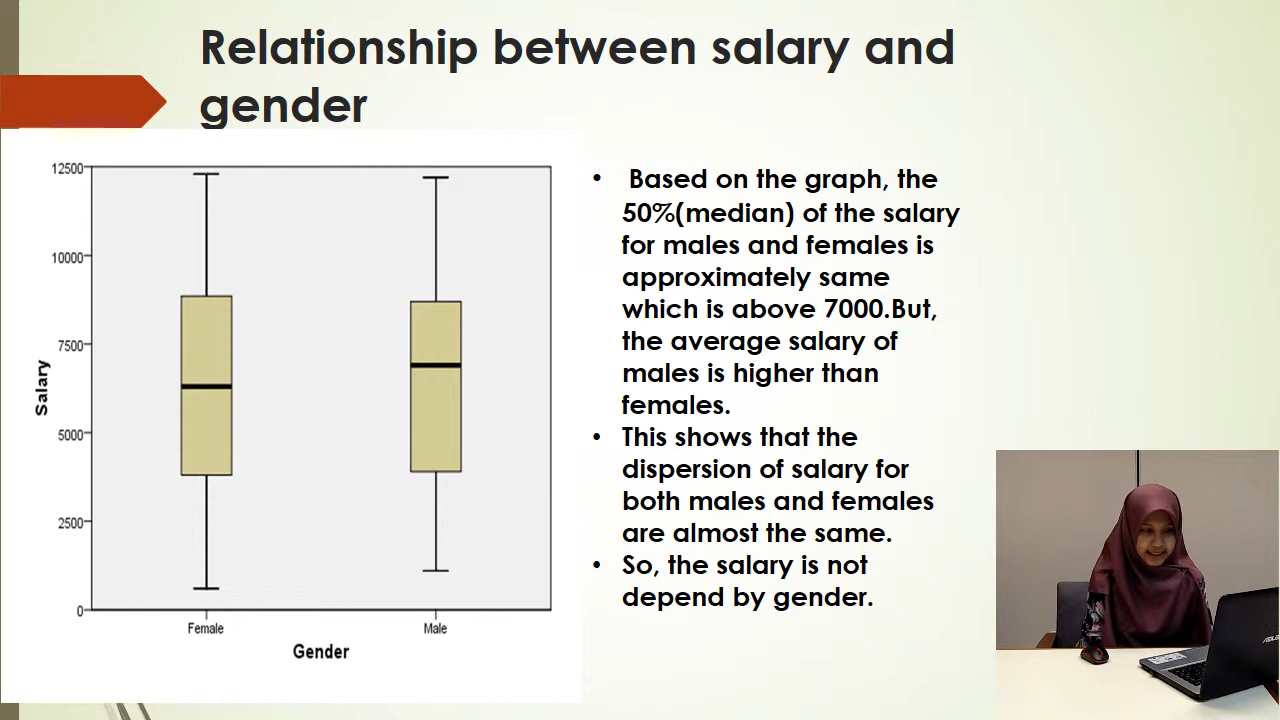 Relationship between salary and
gender
12500
10000
7500
5000
2500
0
Salary
Female
Male
Gender
• Based on the graph, the
50%(median) of the salary
for males and females is
approximately same
which is above 7000.But,
the average salary of
males is higher than
females.
• This shows that the
dispersion of salary for
both males and females
are almost the same.
• So, the salary is not
depend by gender.
ASUS